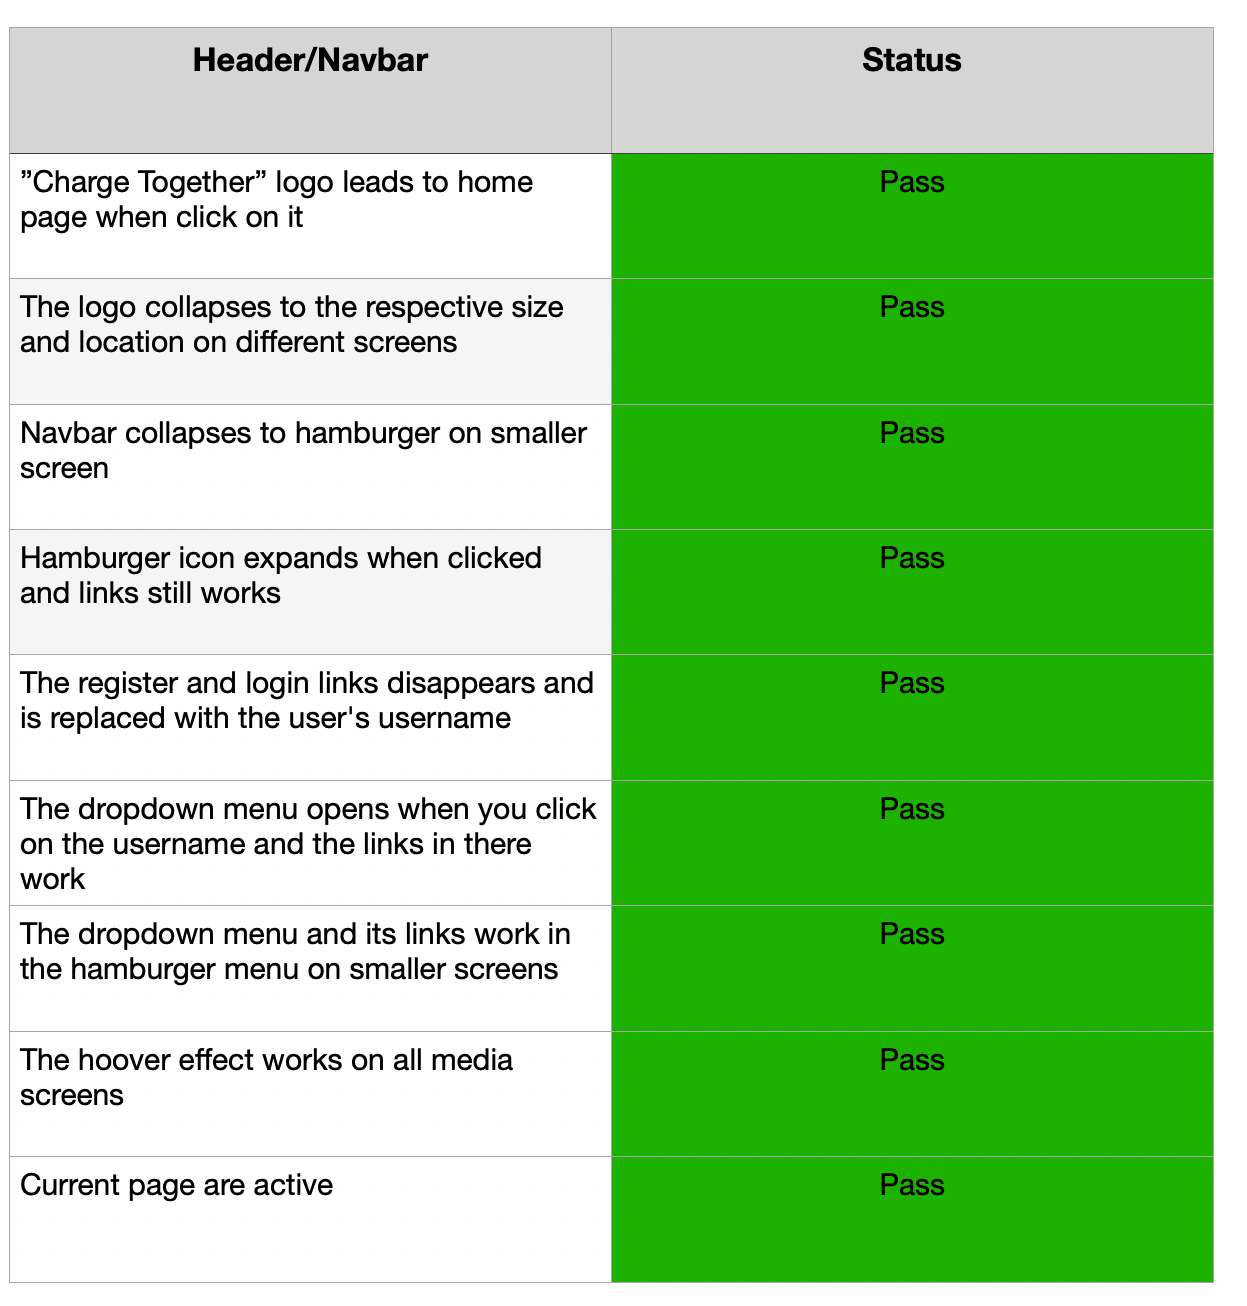 Header/Navbar
Status
”Charge Together” logo leads to home
page when click on it
Pass
The logo collapses to the respective size
and location on different screens
Pass
Navbar collapses to hamburger on smaller
screen
Pass
Hamburger icon expands when clicked
and links still works
Pass
The register and login links disappears and
is replaced with the user's username
Pass
The dropdown menu opens when you click
on the username and the links in there
work
Pass
The dropdown menu and its links work in
the hamburger menu on smaller screens
Pass
The hoover effect works on all media
screens
Pass
Current page are active
Pass